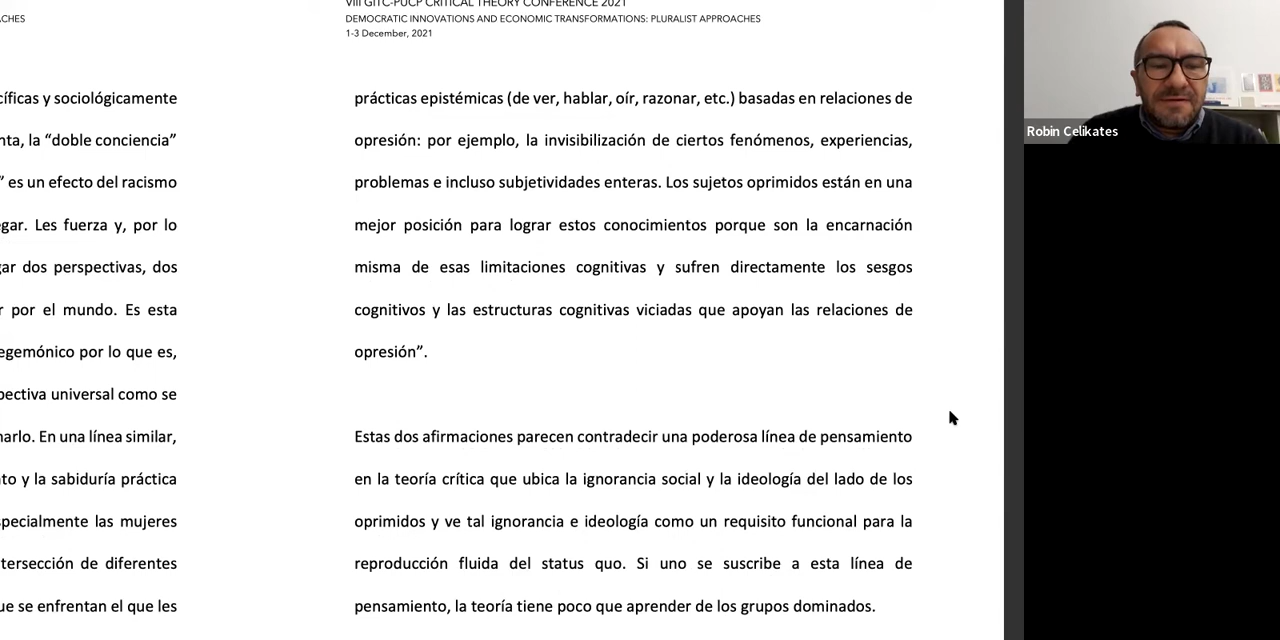 ACHES
cíficas y sociológicamente
nta, la “doble conciencia”
” es un efecto del racismo
egar. Les fuerza y, por lo
gar dos perspectivas, dos
r por el mundo. Es esta
egemónico por lo que es,
pectiva universal como se
narlo. En una línea similar,
nto y la sabiduría práctica
specialmente las mujeres
tersección de diferentes
ue se enfrentan el que les
VIII GITC-PUCP CRITICAL THEORY CONFERENCE 2021
DEMOCRATIC INNOVATIONS AND ECONOMIC TRANSFORMATIONS: PLURALIST APPROACHES
1-3 December, 2021
prácticas epistémicas (de ver, hablar, oír, razonar, etc.) basadas en relaciones de
opresión: por ejemplo, la invisibilización de ciertos fenómenos, experiencias,
problemas e incluso subjetividades enteras. Los sujetos oprimidos están en una
mejor posición para lograr estos conocimientos porque son la encarnación
misma de esas limitaciones cognitivas y sufren directamente los sesgos
cognitivos y las estructuras cognitivas viciadas que apoyan las relaciones de
opresión”.
Estas dos afirmaciones parecen contradecir una poderosa línea de pensamiento
en la teoría crítica que ubica la ignorancia social y la ideología del lado de los
oprimidos y ve tal ignorancia e ideología como un requisito funcional para la
reproducción fluida del status quo. Si uno se suscribe a esta línea de
pensamiento, la teoría tiene poco que aprender de los grupos dominados.
Robin Celikates